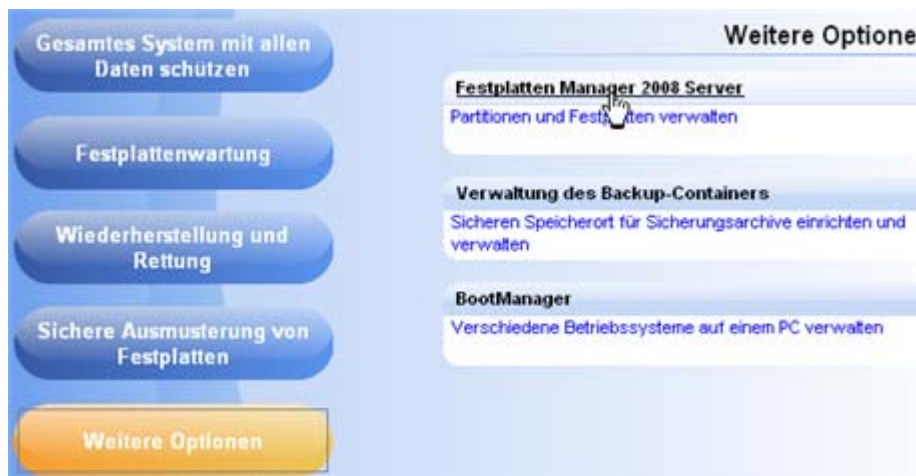 Gesamtes System mit allen
Daten schützen
Festplattenwartung
Wiederherstellung und
Rettung
Sichere Ausmusterung von
Festplatten
Weitere Optionen
Weitere Optione
Festplatten Manager 2008 Server
Partitionen und Festplatten verwalten
Verwaltung des Backup-Containers
Sicheren Speicherort für Sicherungsarchive einrichten und
verwalten
BootManager
Verschiedene Betriebssysteme auf einem PC verwalten